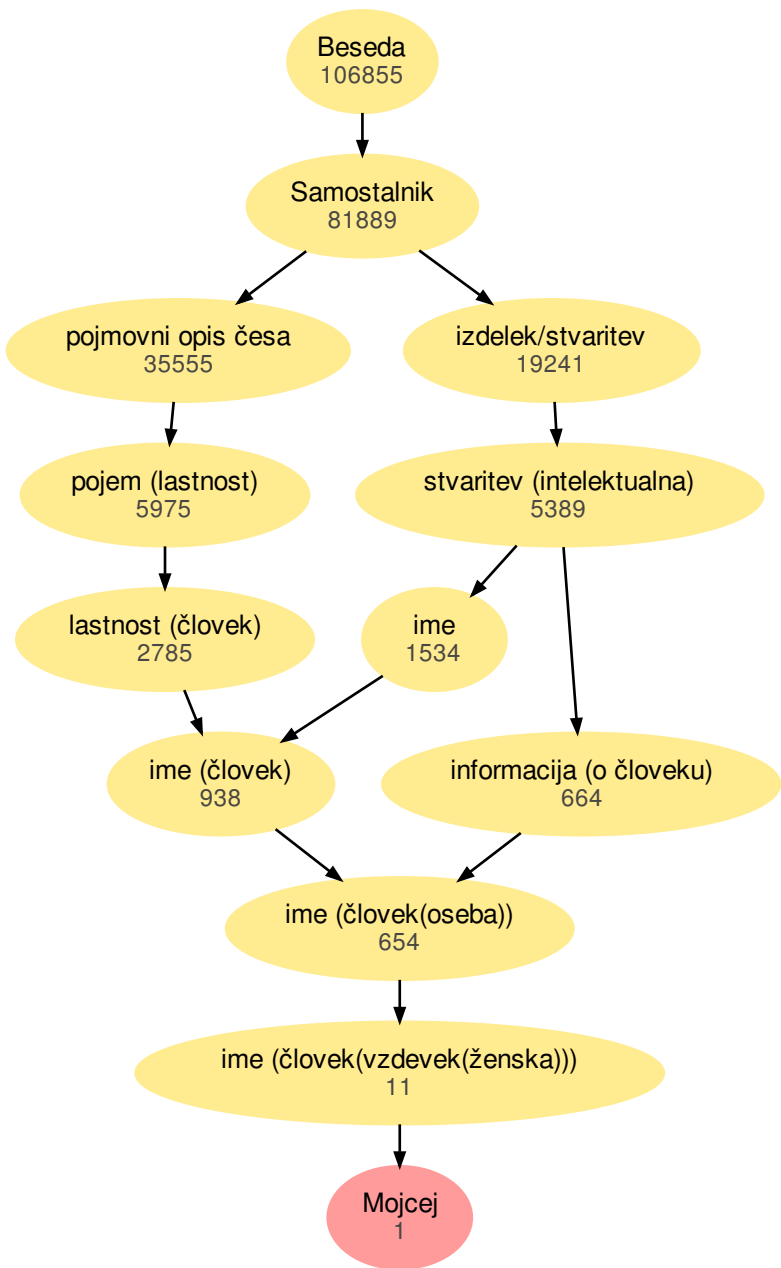 Beseda
106855
Samostalnik
81889
pojmovni opis česa
35555
izdelek/stvaritev
19241
pojem (lastnost)
5975
stvaritev (intelektualna)
5389
lastnost (človek)
2785
ime
1534
ime (človek)
938
informacija (o človeku)
664
ime (človek(oseba))
654
ime (človek(vzdevek(ženska)))
11
Mojcej
1